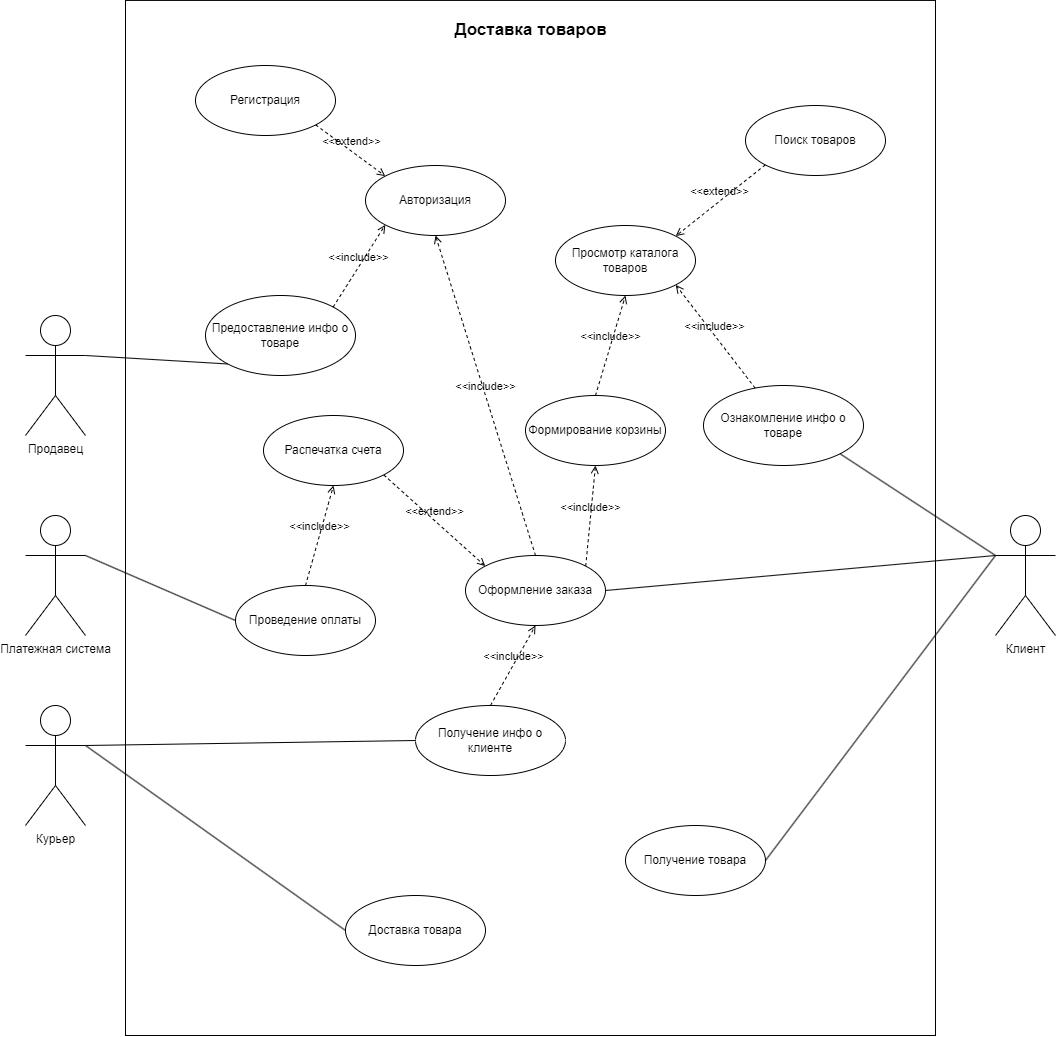 Доставка товаров
Регистрация
<<extend>>
Поиск товаров
Авторизация
<<extend>>
Просмотр каталога
товаров
<<include>>
Предоставление инфо о
товаре
<<include>>
<<include>>
<<include>>
Продавец
Формирование корзины
Ознакомление инфо о
товаре
Распечатка счета
<<extend>>
<<include>>
<<include>>
Оформление заказа
Проведение оплаты
Платежная система
Клиент
<<include>>
Получение инфо о
клиенте
Курьер
Получение товара
Доставка товара